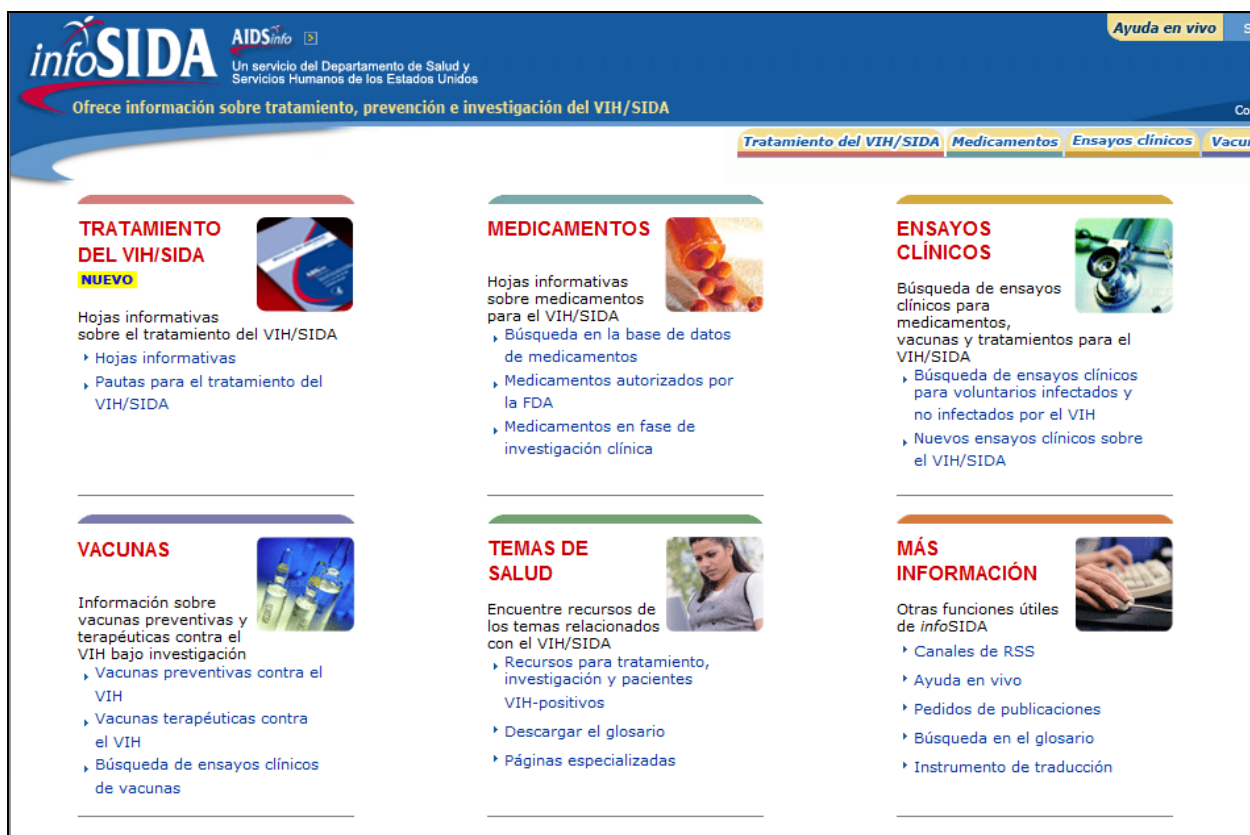 infoSIDA
AIDSinfo
Un servicio del Departamento de Salud y
Servicios Humanos de los Estados Unidos
Ofrece información sobre tratamiento, prevención e investigación del VIH/SIDA
Ayuda en vivo
Tratamiento del VIH/SIDA Medicamentos Ensayos clínicos
TRATAMIENTO
DEL VIH/SIDA
NUEVO
Hojas informativas
sobre el tratamiento del VIH/SIDA
Hojas informativas
Pautas para el tratamiento del
VIH/SIDA
MEDICAMENTOS
Hojas informativas
sobre medicamentos
para el VIH/SIDA
Búsqueda en la base de datos
de medicamentos
Medicamentos autorizados por
la FDA
Medicamentos en fase de
investigación clínica
ENSAYOS
CLÍNICOS
Búsqueda de ensayos
clínicos para
medicamentos,
vacunas y tratamientos para el
VIH/SIDA
Búsqueda de ensayos clínicos
para voluntarios infectados y
no infectados por el VIH
Nuevos ensayos clínicos sobre
el VIH/SIDA
VACUNAS
Información sobre
vacunas preventivas y
terapéuticas contra el
VIH bajo investigación
Vacunas preventivas contra el
VIH
Vacunas terapéuticas contra
el VIH
Búsqueda de ensayos clínicos
de vacunas
TEMAS DE
SALUD
Encuentre recursos de
los temas relacionados
con el VIH/SIDA
Recursos para tratamiento,
investigación y pacientes
VIH-positivos
Descargar el glosario
Páginas especializadas
MÁS
INFORMACIÓN
Otras funciones útiles
de infoSIDA
Canales de RSS
Ayuda en vivo
Pedidos de publicaciones
Búsqueda en el glosario
Instrumento de traducción